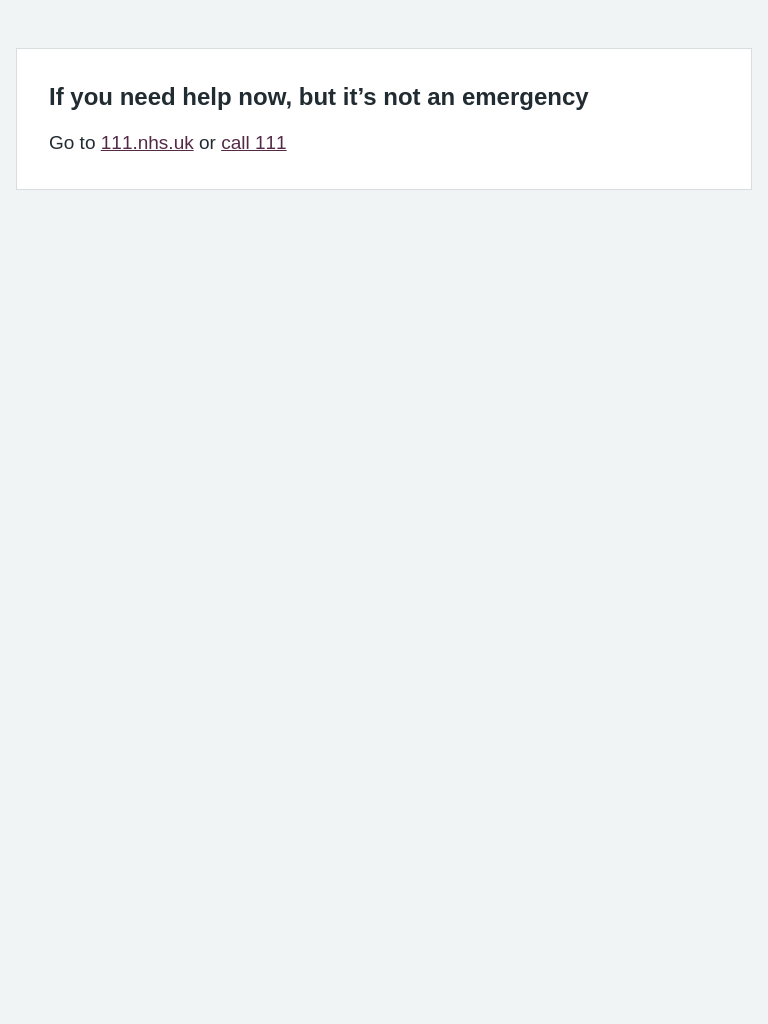 If you need help now, but it’s not an emergency
Go to 111.nhs.uk or call 111